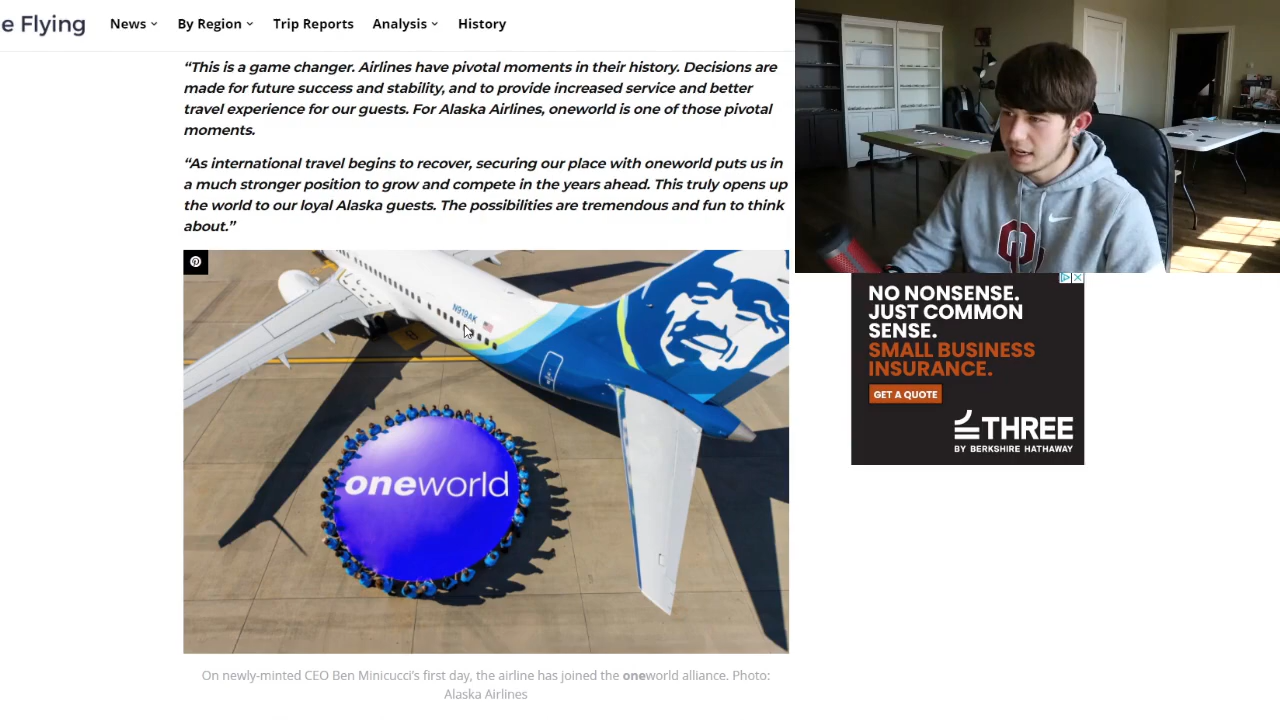 e Flying
News
By Region
Trip Reports
Analysis
History
“This is a game changer. Airlines have pivotal moments in their history. Decisions are
made for future success and stability, and to provide increased service and better
travel experience for our guests. For Alaska Airlines, oneworld is one of those pivotal
moments.
“As international travel begins to recover, securing our place with oneworld puts us in
a much stronger position to grow and compete in the years ahead. This truly opens up
the world to our loyal Alaska guests. The possibilities are tremendous and fun to think
about.”
N919AK
oneworld
On newly-minted CEO Ben Minicucci's first day, the airline has joined the oneworld alliance. Photo:
Alaska Airlines
NO NONSENSE.
JUST COMMON
SENSE.
SMALL BUSINESS
INSURANCE.
GET A QUOTE
THREE
BY BERKSHIRE HATHAWAY